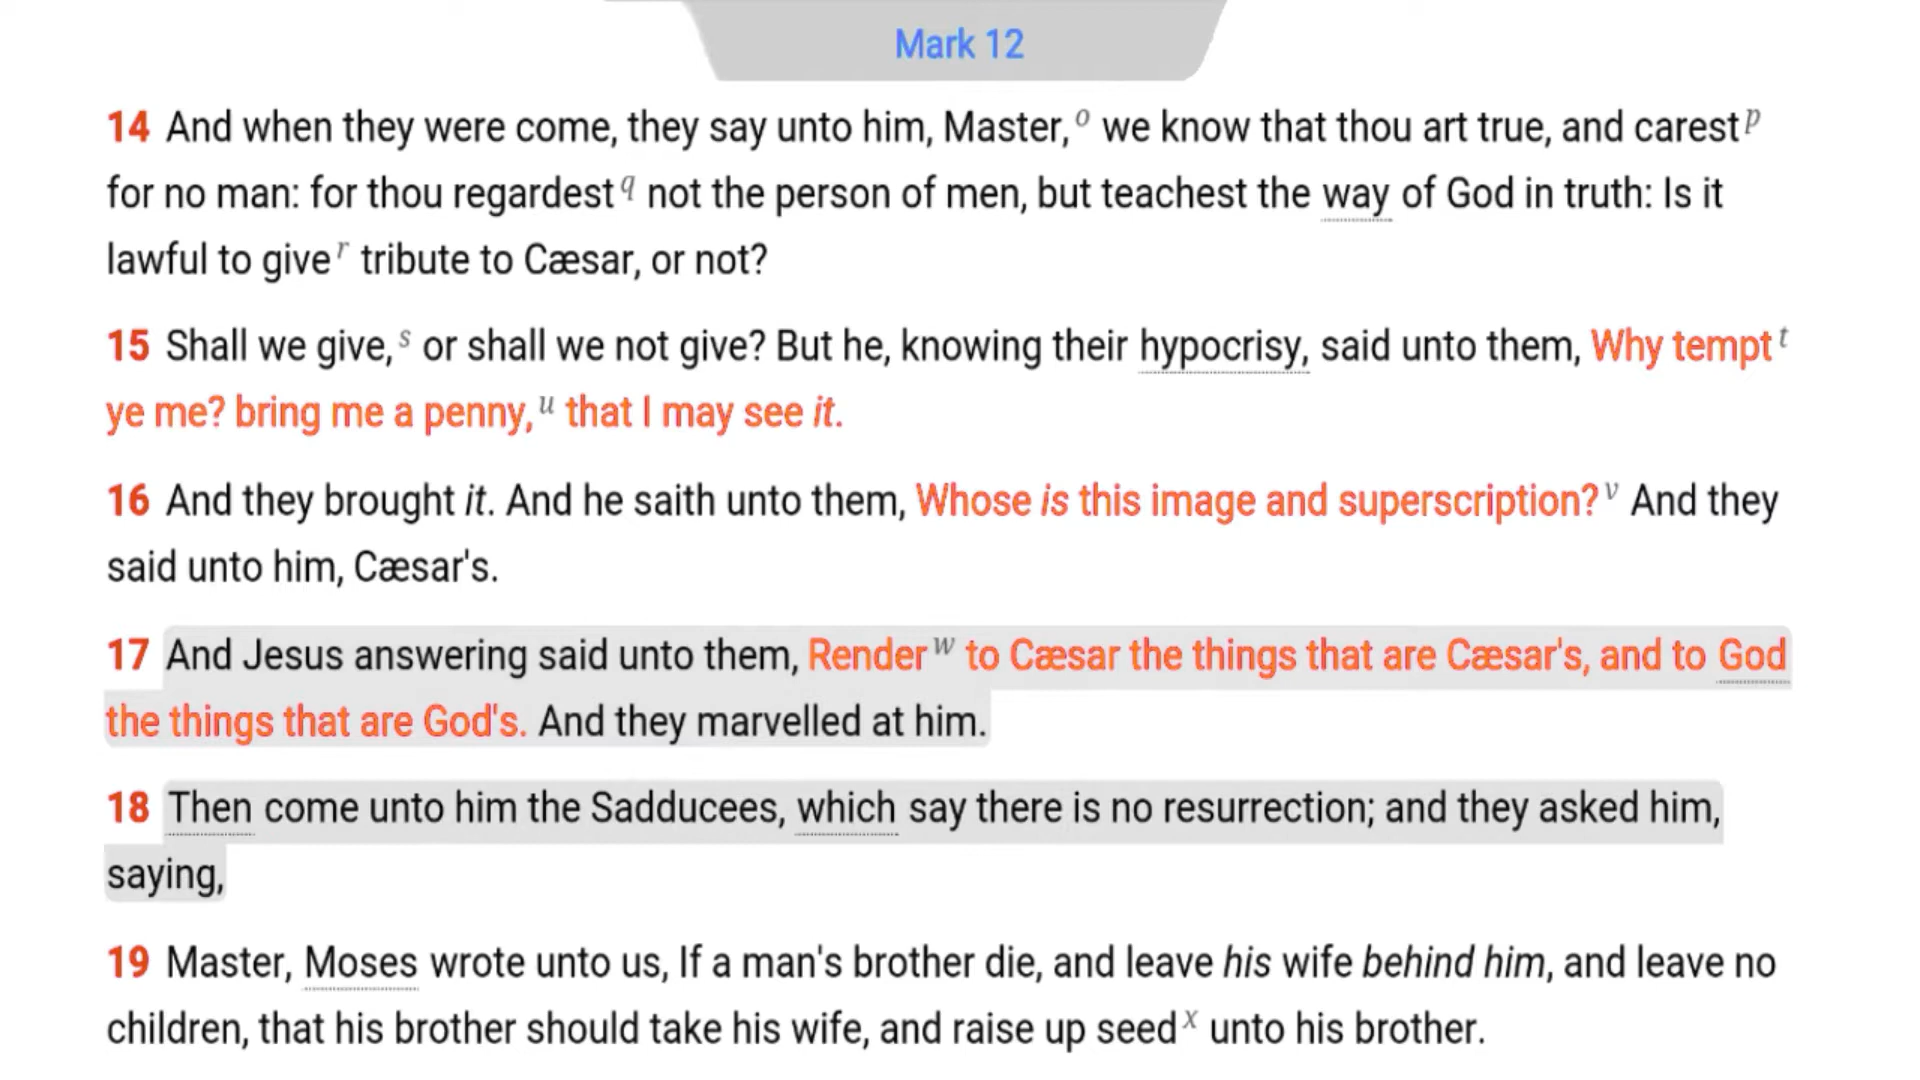 Mark 12
14 And when they were come, they say unto him, Master, o we know that thou art true, and carest p
for no man: for thou regardest q not the person of men, but teachest the way of God in truth: Is it
lawful to give r tribute to Cæsar, or not?
15 Shall we give, s or shall we not give? But he, knowing their hypocrisy, said unto them, Why tempt t
ye me? bring me a penny, u that I may see it.
16 And they brought it. And he saith unto them, Whose is this image and superscription? v And they
said unto him, Cæsar's.
17 And Jesus answering said unto them, Render w to Cæsar the things that are Cæsar's, and to God
the things that are God's. And they marvelled at him.
18 Then come unto him the Sadducees, which say there is no resurrection; and they asked him,
saying,
19 Master, Moses wrote unto us, If a man's brother die, and leave his wife behind him, and leave no
children, that his brother should take his wife, and raise up seed x unto his brother.